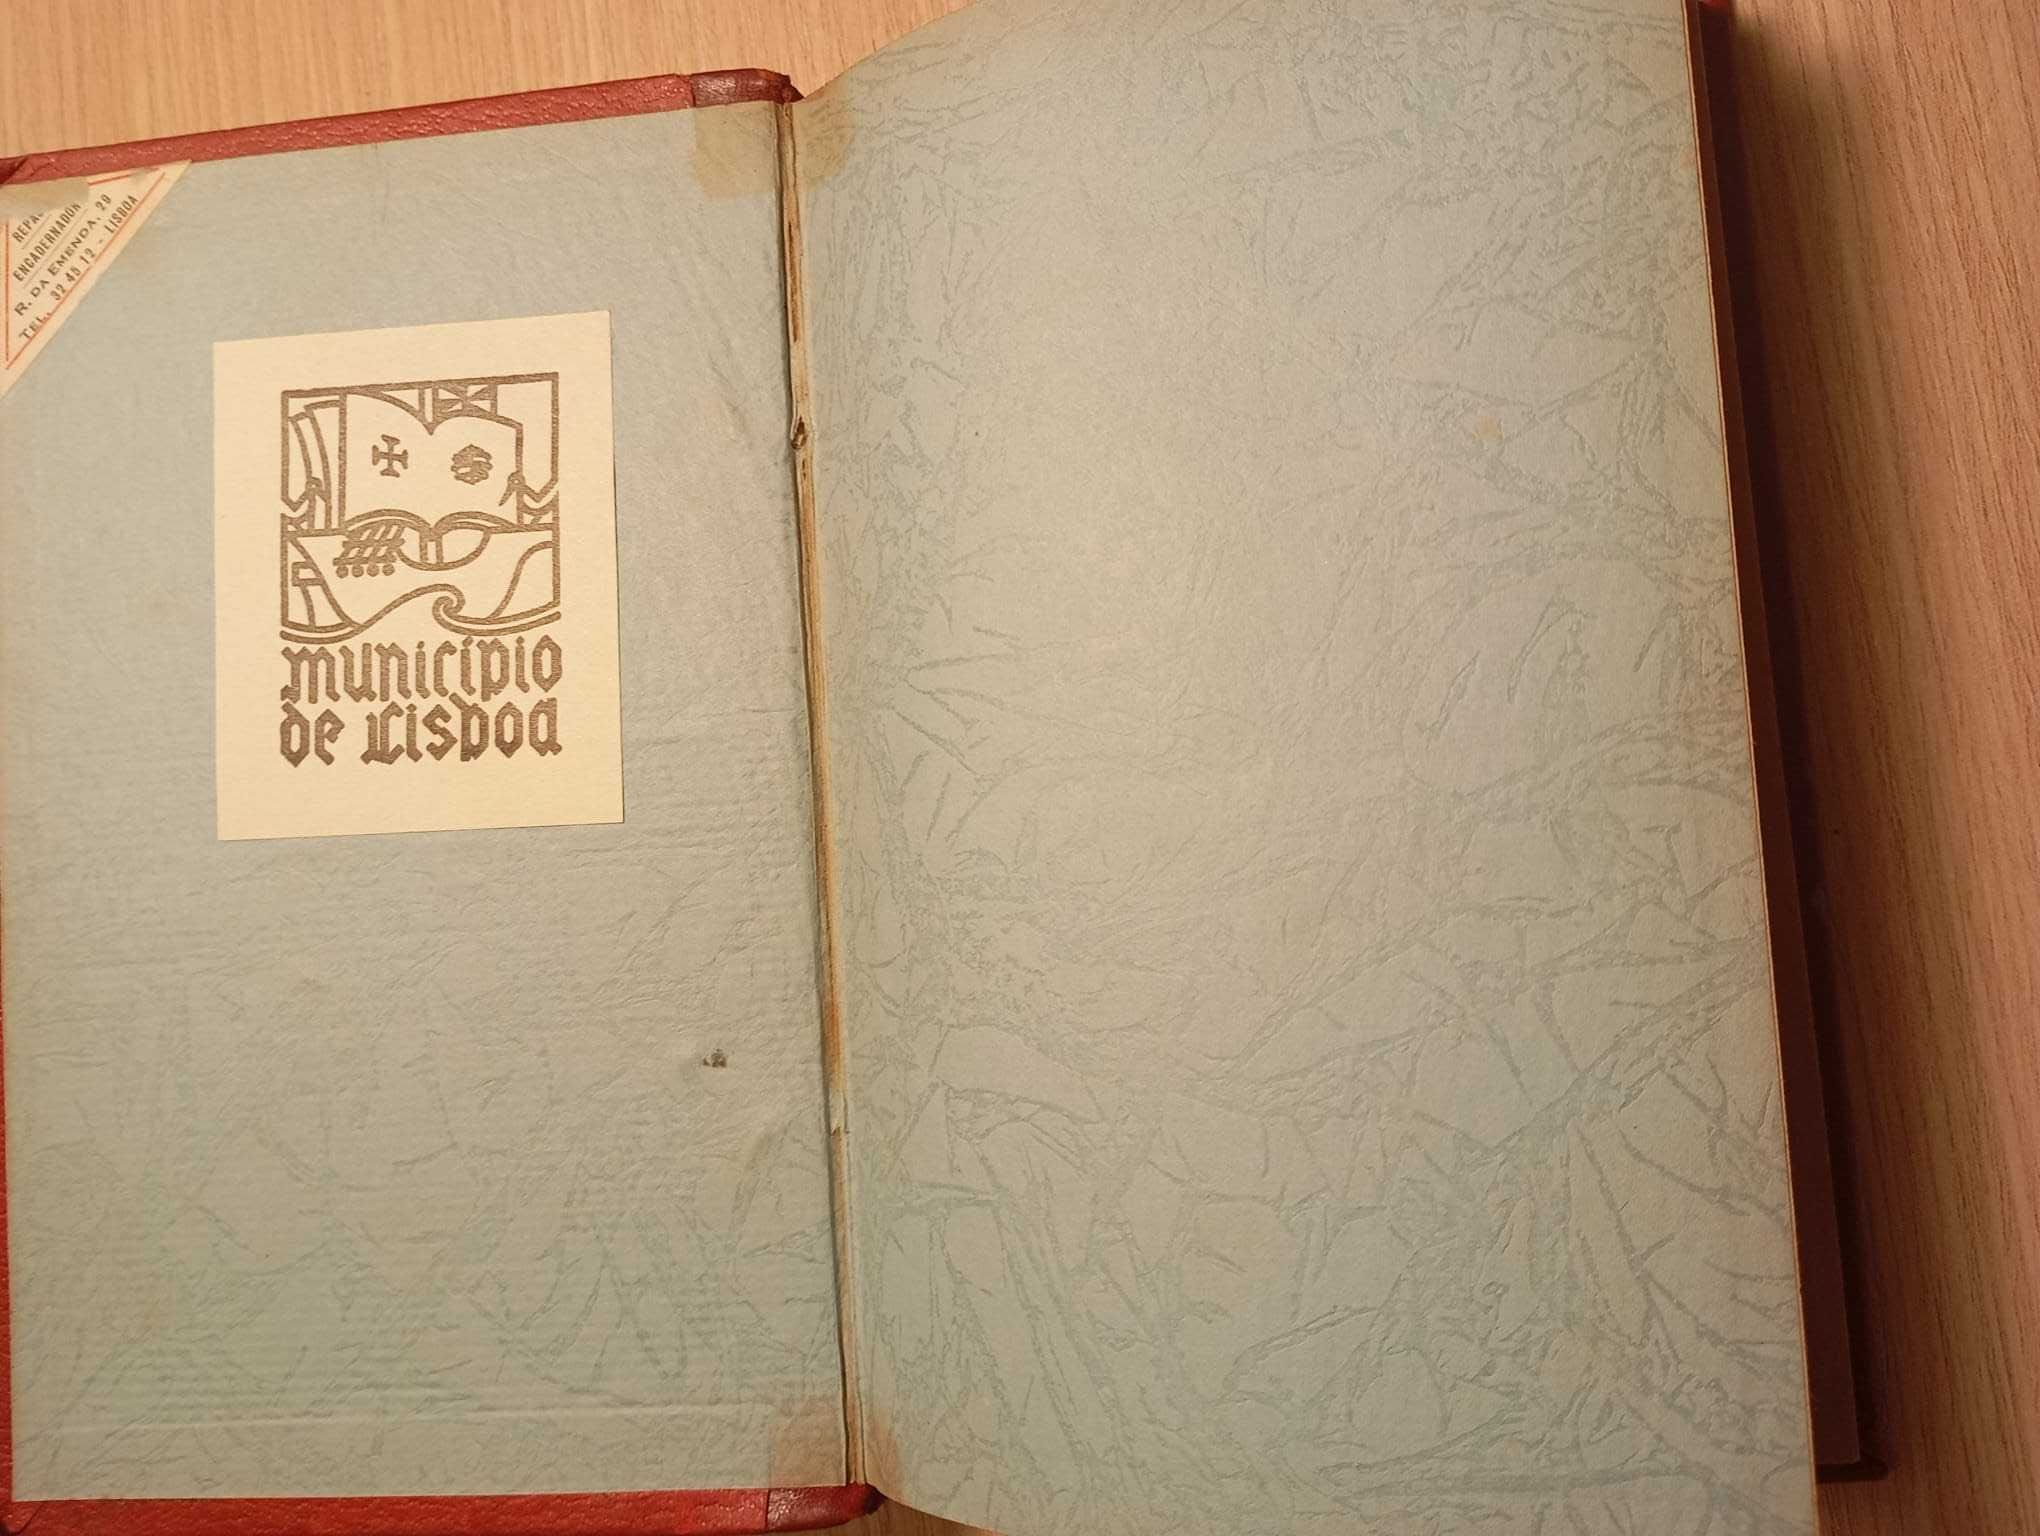 ENCADERNADOR
R. DA EMENDA, 29
TEL. 32 45 12 - LISBOA
município
de Lisboa